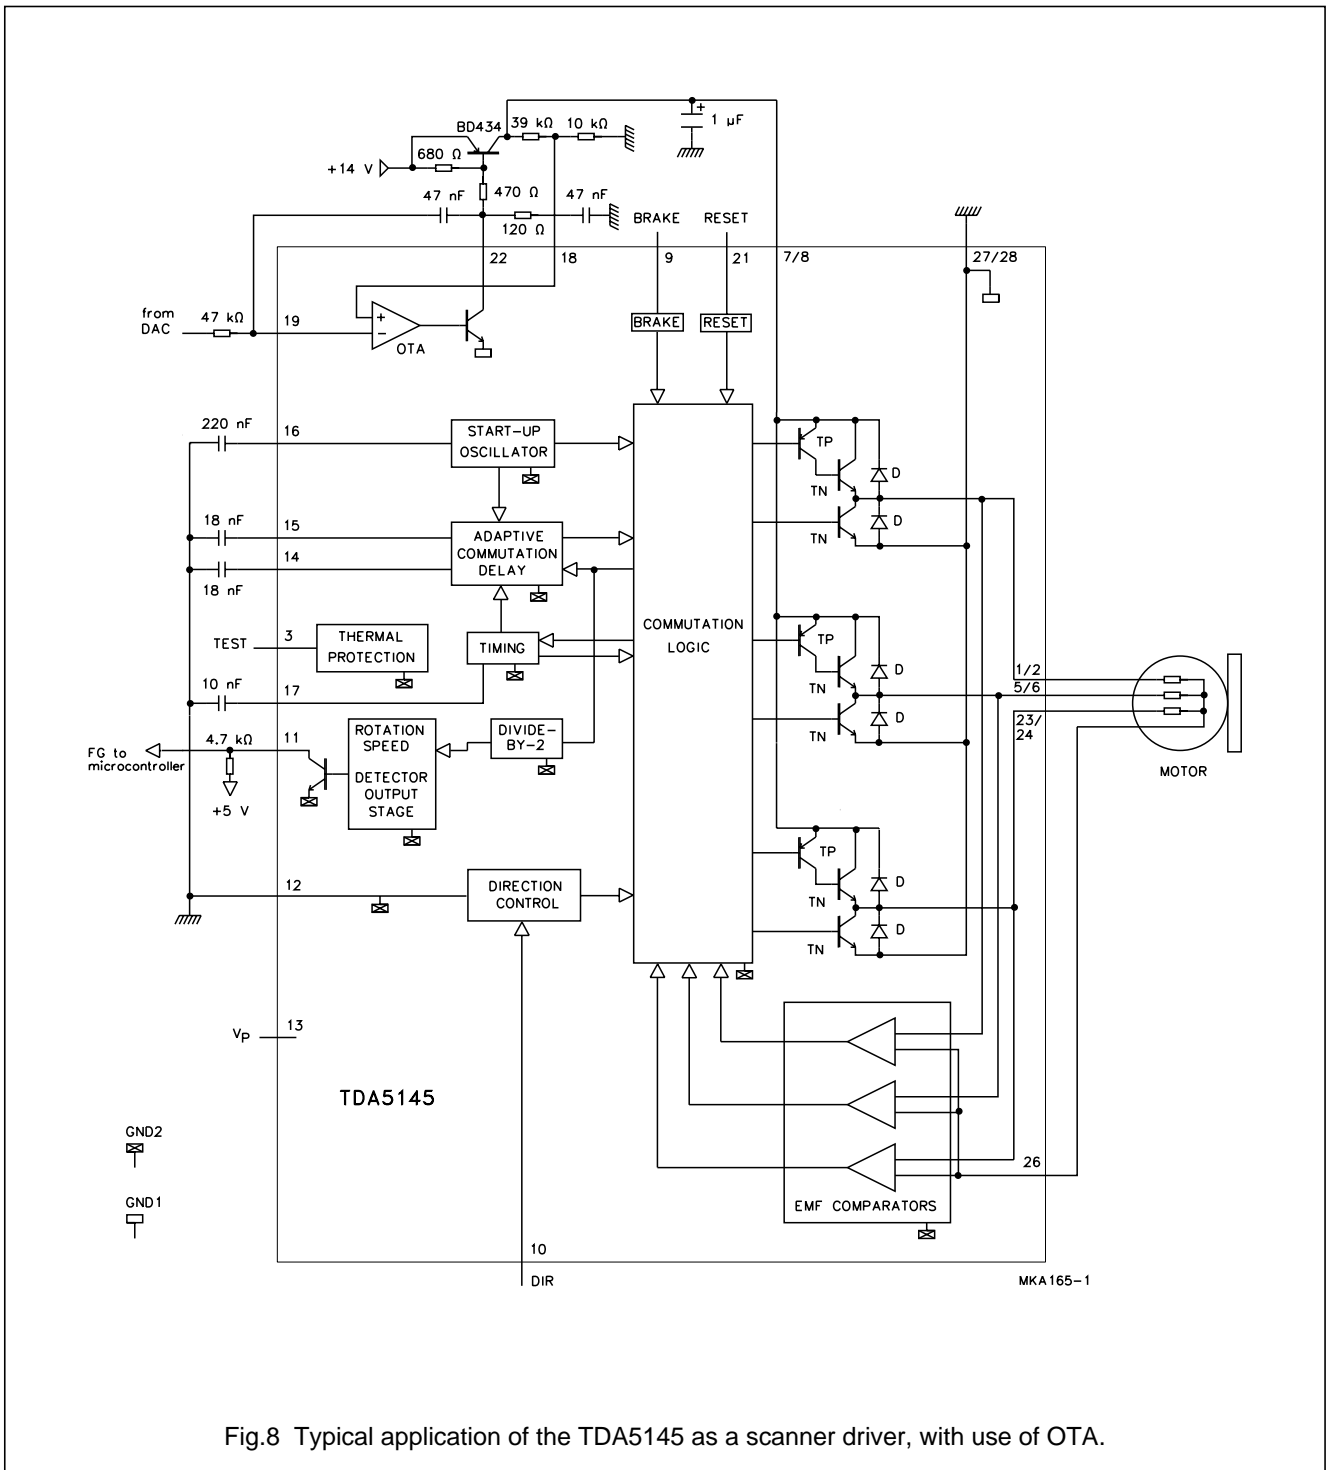 BD434
39 kΩ
10 kΩ
+
1 µF
680 Ω
+14 V
470 Ω
47 nF
47 nF
120 Ω
BRAKE
RESET
22
18
9
21
7/8
27/28
from
DAC
47 kΩ
19
+
−
OTA
BRAKE
RESET
220 nF
16
START-UP
OSCILLATOR
TP
TN
D
D
TN
18 nF
15
14
18 nF
ADAPTIVE
COMMUTATION
DELAY
COMMUTATION
LOGIC
TEST
3
THERMAL
PROTECTION
TIMING
TP
TN
D
D
TN
1/2
5/6
23/
24
MOTOR
10 nF
17
FG to
microcontroller
4.7 kΩ
+5 V
11
ROTATION
SPEED
DETECTOR
OUTPUT
STAGE
DIVIDE-
BY-2
TP
TN
D
D
TN
12
DIRECTION
CONTROL
VP
13
TDA5145
GND2
GND1
26
EMF COMPARATORS
10
DIR
MKA165-1
Fig.8 Typical application of the TDA5145 as a scanner driver, with use of OTA.